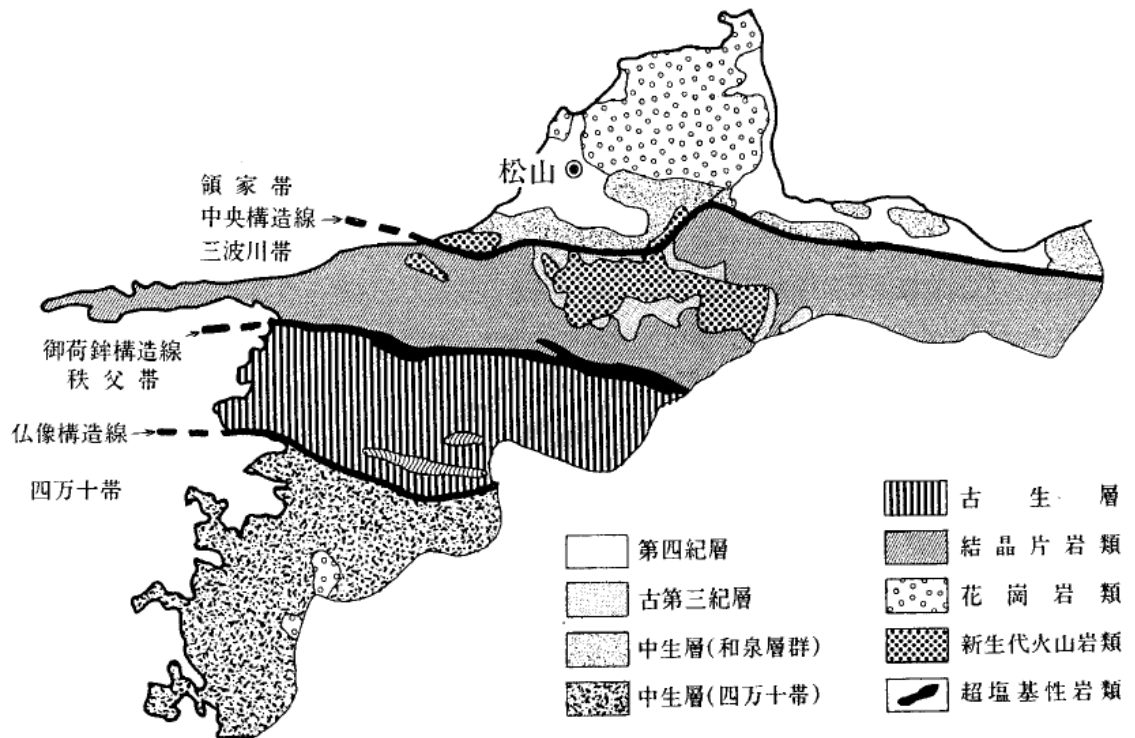 松山
領家帯
中央構造線
三波川帯
御荷鉾構造線
秩父帯
仏像構造線
四万十帯
第四紀層
古第三紀層
中生層(和泉層群)
中生層(四万十帯)
古生層
結晶片岩類
花崗岩類
新生代火山岩類
超塩基性岩類